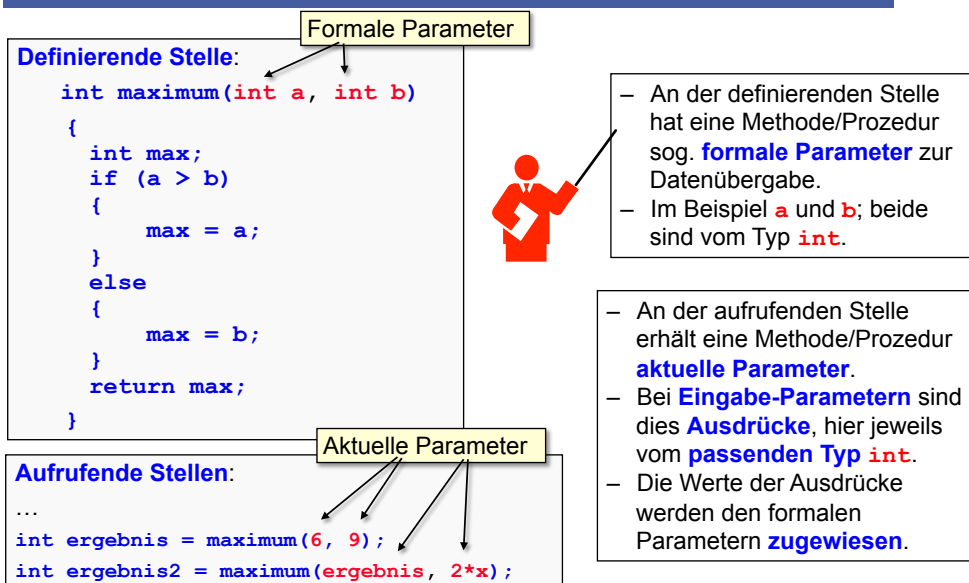 Formale Parameter
Definierende Stelle:
int maximum(int a, int b)
{
int max;
if (a > b)
{
max = a;
}
else
{
max = b;
}
return max;
}
Aktuelle Parameter
Aufrufende Stellen:
…
int ergebnis = maximum(6, 9);
int ergebnis2 = maximum(ergebnis, 2*x);
– An der definierenden Stelle
hat eine Methode/Prozedur
sog. formale Parameter zur
Datenübergabe.
– Im Beispiel a und b; beide
sind vom Typ int.
– An der aufrufenden Stelle
erhält eine Methode/Prozedur
aktuelle Parameter.
– Bei Eingabe-Parametern sind
dies Ausdrücke, hier jeweils
vom passenden Typ int.
– Die Werte der Ausdrücke
werden den formalen
Parametern zugewiesen.